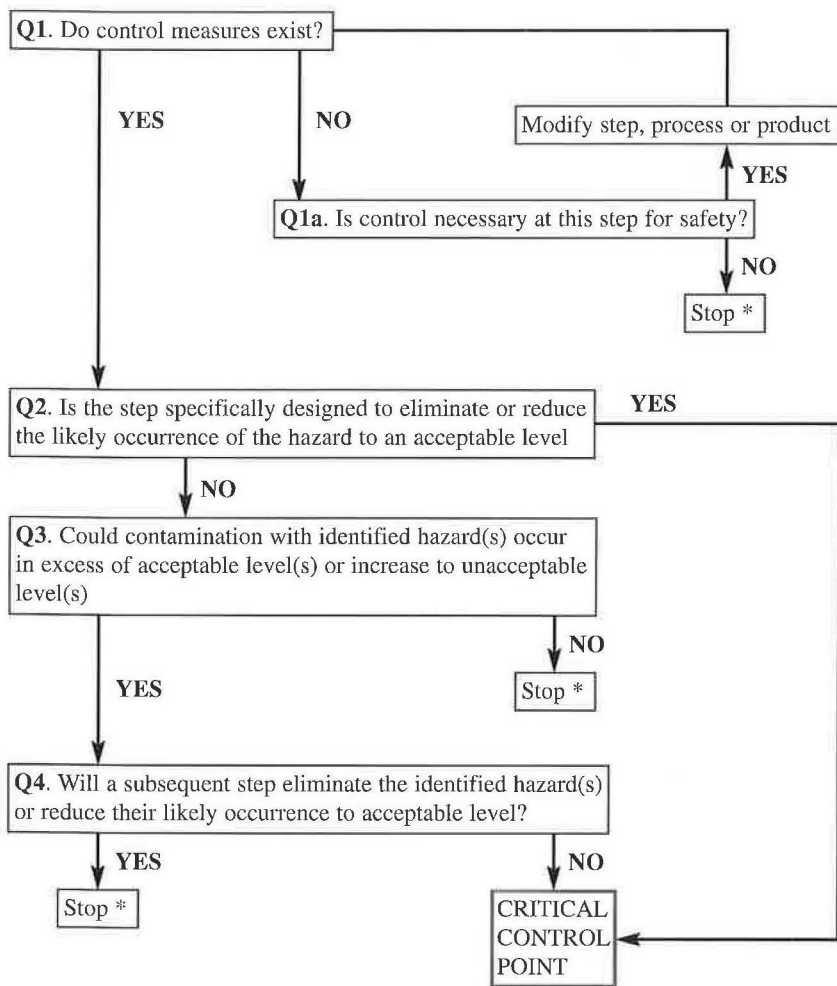 Q1. Do control measures exist?
YES
NO
Modify step, process or product
YES
Q1a. Is control necessary at this step for safety?
NO
Stop *
Q2. Is the step specifically designed to eliminate or reduce
the likely occurrence of the hazard to an acceptable level
YES
NO
Q3. Could contamination with identified hazard(s) occur
in excess of acceptable level(s) or increase to unacceptable
level(s)
NO
Stop *
YES
Q4. Will a subsequent step eliminate the identified hazard(s)
or reduce their likely occurrence to acceptable level?
YES
Stop *
NO
CRITICAL
CONTROL
POINT